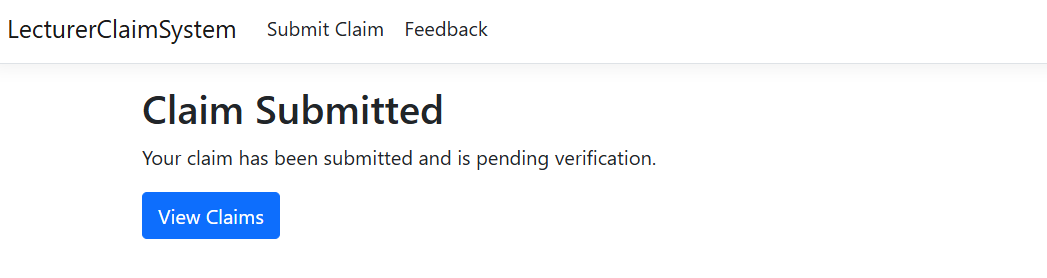 LecturerClaimSystem Submit Claim Feedback
Claim Submitted
Your claim has been submitted and is pending verification.
View Claims